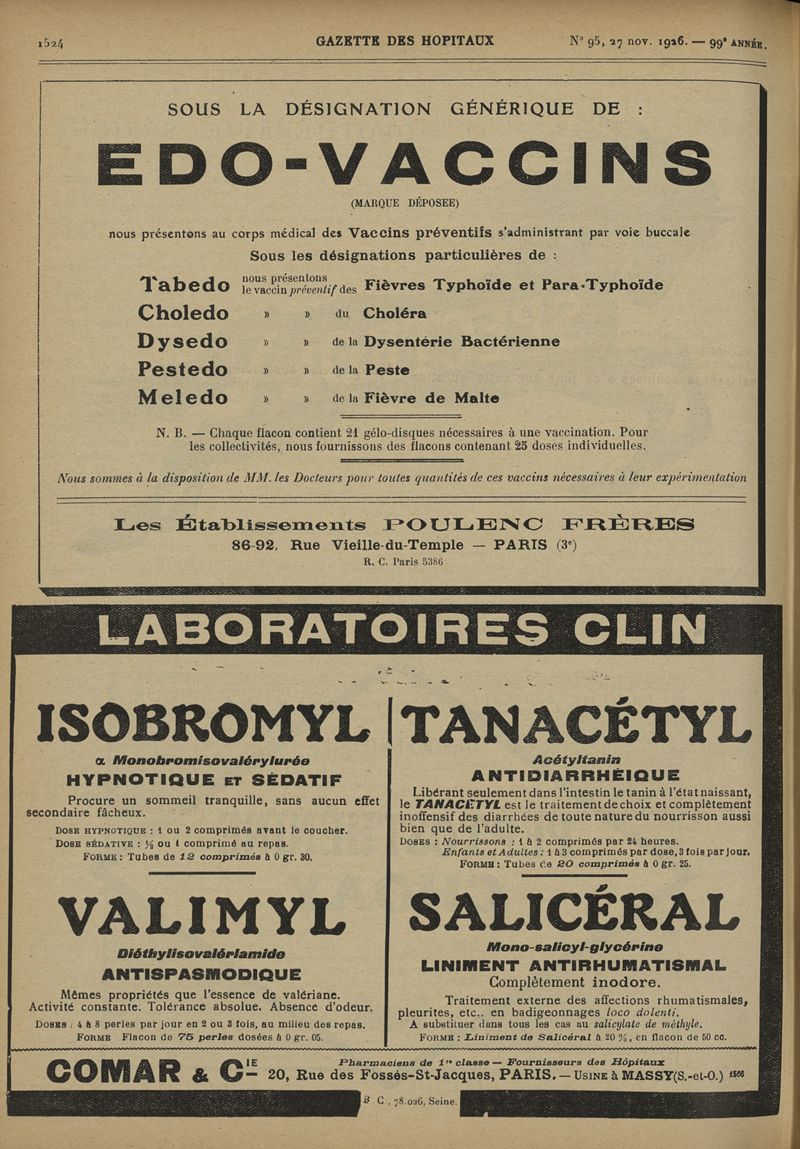 1524 GAZETTE DES HOPITAUX N° 95, 27 NOV. 1926. — 99e ANNÉE.
SOUS LA DÉSIGNATION GÉNÉRIQUE DE :
EDO-VACCINS
(MARQUE DÉPOSEE)
nous présentons au corps médical des Vaccins préventifs s'administrant par voie buccale
Sous les désignations particulières de :
Tabedo nous présentons le vaccin préventif des Fièvres Typhoïde et Para-Typhoïde
Choledo » » du Choléra
Dysedo » » de la Dysenterie Bactérienne
Pestedo » » de la Peste
Meledo » » de la Fièvre de Malte
N. B. — Chaque flacon contient 21 gélo-disques nécessaires à une vaccination. Pour
les collectivités, nous fournissons des flacons contenant 25 doses individuelles.
Nous sommes à la disposition de MM. les Docteurs pour toutes quantités de ces vaccins nécessaires à leur expérimentation
Les Établissements POULENC FRÈRES
86-92, Rue Vieille-du-Temple — PARIS (3e)
R. C. Paris 5386
LABORATOIRES CLIN
ISOBROMYL
α Monobromisovalérylurée
HYPNOTIQUE ET SÉDATIF
Procure un sommeil tranquille, sans aucun effet
secondaire fâcheux.
DOSE HYPNOTIQUE : 1 ou 2 comprimés avant le coucher.
DOSE SÉDATIVE : ½ ou 1 comprimé au repas.
FORME : Tubes de 12 comprimés à 0 gr. 30.
VALIMYL
Diéthylisovalériamide
ANTISPASMODIQUE
Mêmes propriétés que l'essence de valériane.
Activité constante. Tolérance absolue. Absence d'odeur.
DOSES : 4 à 8 perles par jour en 2 ou 3 fois, au milieu des repas.
FORME Flacon de 75 perles dosées à 0 gr. 05.
TANACÉTYL
Acétyltanin
ANTIDIARRHÉIQUE
Libérant seulement dans l'intestin le tanin à l'état naissant,
le TANACÉTYL est le traitement de choix et complètement
inoffensif des diarrhées de toute nature du nourrisson aussi
bien que de l'adulte.
DOSES : Nourrissons : 1 à 2 comprimés par 24 heures.
Enfants et Adultes : 1 à 3 comprimés par dose, 3 fois par jour.
FORME : Tubes de 20 comprimés à 0 gr. 25.
SALICÉRAL
Mono-salicyl-glycérine
LINIMENT ANTIRHUMATISMAL
Complètement inodore.
Traitement externe des affections rhumatismales,
pleurites, etc.. en badigeonnages loco dolenti.
A substituer dans tous les cas au salicylate de méthyle.
FORME : Liniment de Salicéral à 20 %, en flacon de 50 cc.
COMAR & CIE Pharmaciens de 1re classe — Fournisseurs des Hôpitaux
20, Rue des Fossés-St-Jacques, PARIS. — USINE à MASSY (S.-et-O.) 1506
B C., 78.026, Seine.